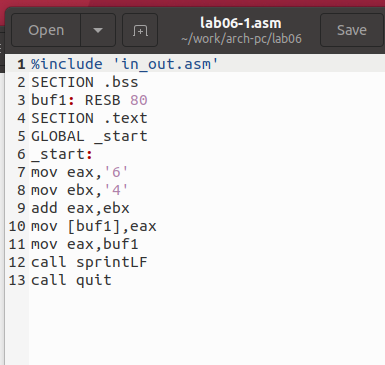 Open
lab06-1.asm
~/work/arch-pc/lab06
Save
1 %include 'in_out.asm'
2 SECTION .bss
3 buf1: RESB 80
4 SECTION .text
5 GLOBAL _start
6 _start:
7 mov eax,'6'
8 mov ebx,'4'
9 add eax,ebx
10 mov [buf1],eax
11 mov eax,buf1
12 call sprintLF
13 call quit